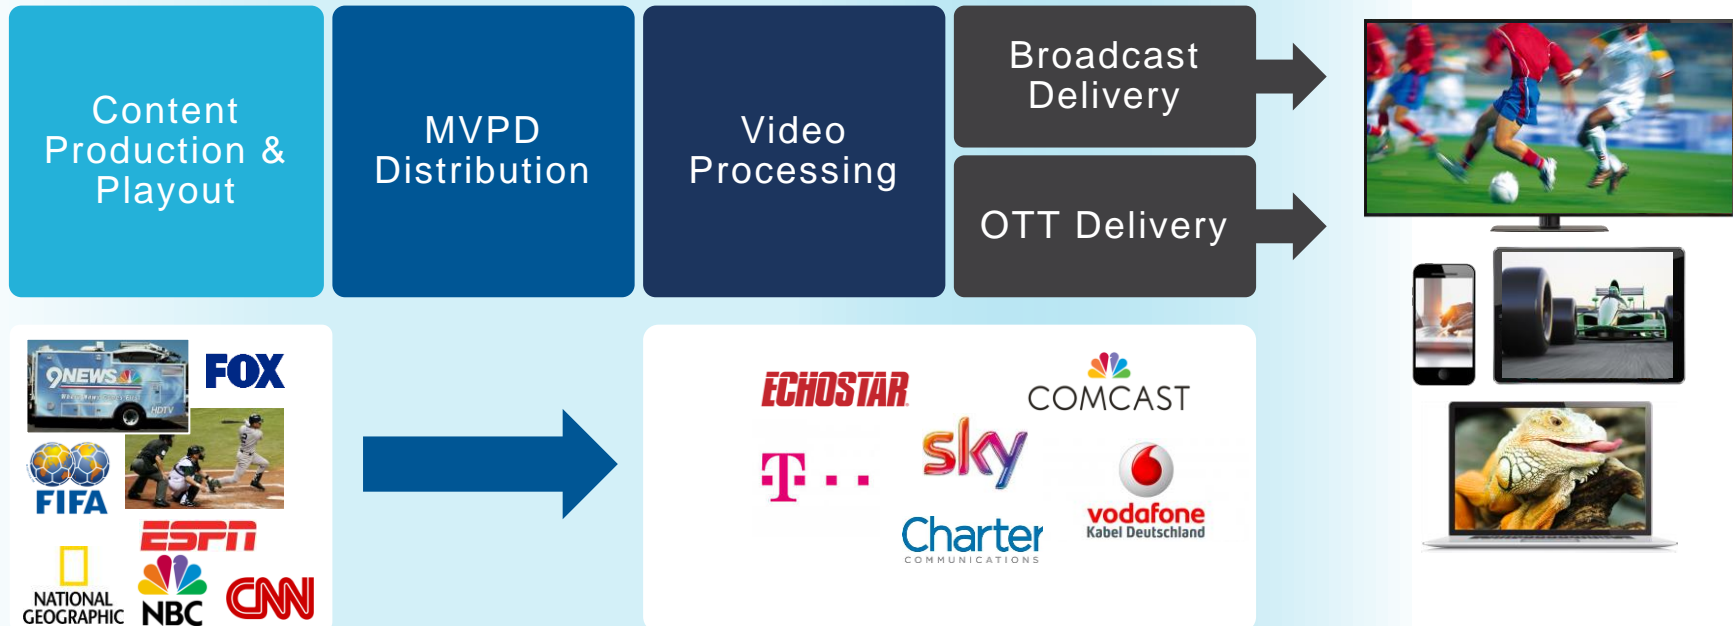 Content
Production &
Playout
MVPD
Distribution
Video
Processing
Broadcast
Delivery
OTT Delivery
9NEWS
HDTV
FOX
FIFA
ESPN
NATIONAL
GEOGRAPHIC
NBC
CNN
ECHOSTAR
COMCAST
T
sky
vodafone
Kabel Deutschland
Charter
COMMUNICATIONS